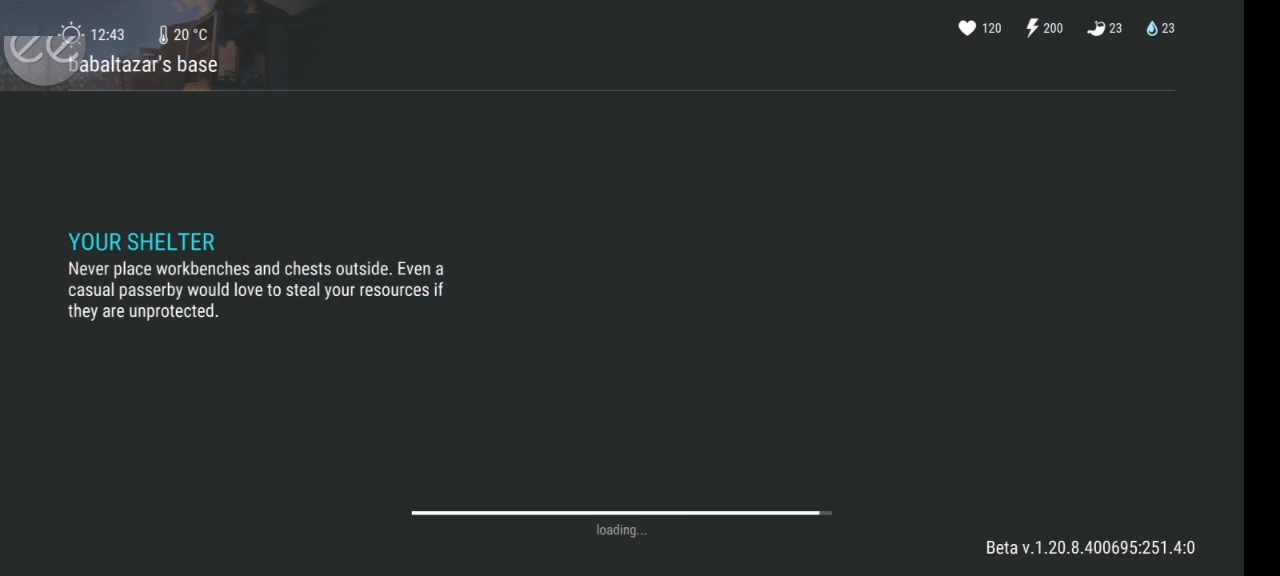 12:43 20 °C 120 200 23 23
babaltazar's base
YOUR SHELTER
Never place workbenches and chests outside. Even a
casual passerby would love to steal your resources if
they are unprotected.
loading...
Beta v.1.20.8.400695:251.4:0